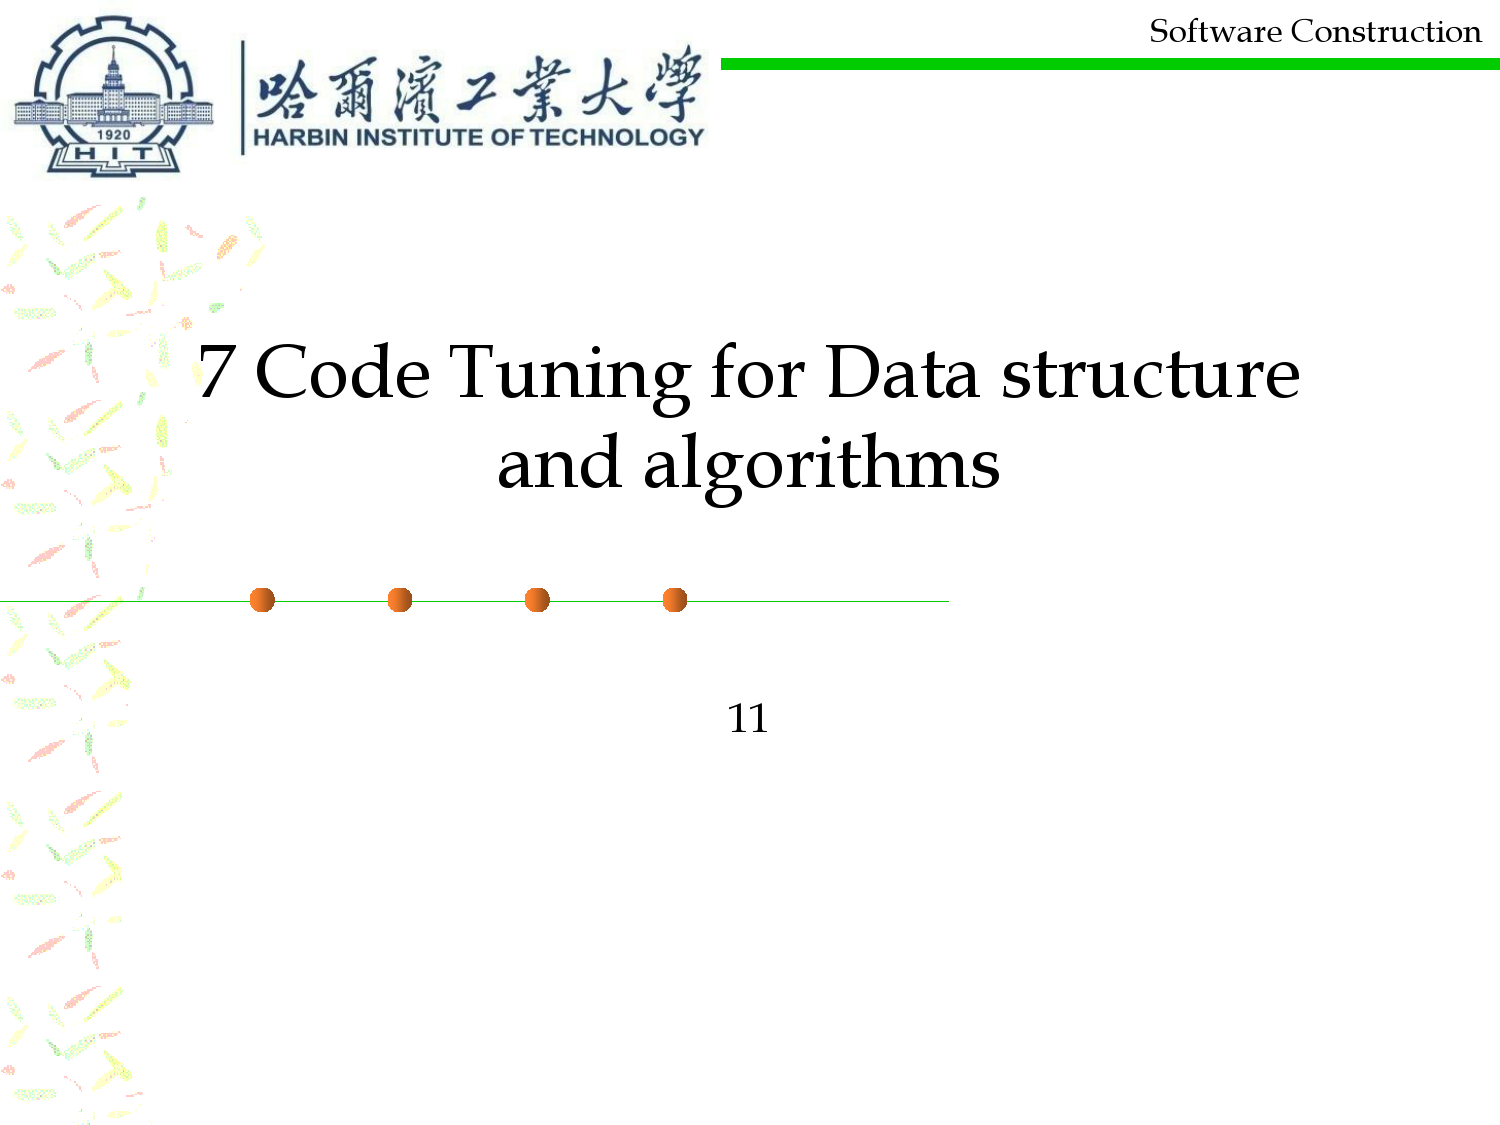 Software Construction
哈爾濱工業大學
HARBIN INSTITUTE OF TECHNOLOGY
1920
HIT
7 Code Tuning for Data structure
and algorithms
11